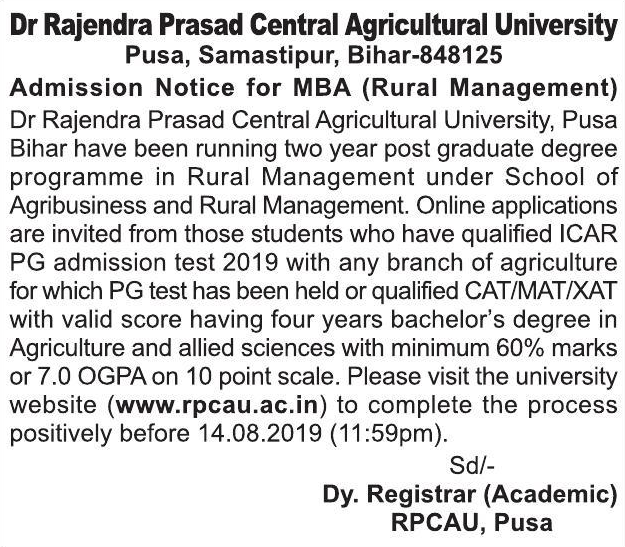 Dr Rajendra Prasad Central Agricultural University
Pusa, Samastipur, Bihar-848125
Admission Notice for MBA (Rural Management)
Dr Rajendra Prasad Central Agricultural University, Pusa
Bihar have been running two year post graduate degree
programme in Rural Management under School of
Agribusiness and Rural Management. Online applications
are invited from those students who have qualified ICAR
PG admission test 2019 with any branch of agriculture
for which PG test has been held or qualified CAT/MAT/XAT
with valid score having four years bachelor's degree in
Agriculture and allied sciences with minimum 60% marks
or 7.0 OGPA on 10 point scale. Please visit the university
website (www.rpcau.ac.in) to complete the process
positively before 14.08.2019 (11:59pm).
Sd/-
Dy. Registrar (Academic)
RPCAU, Pusa